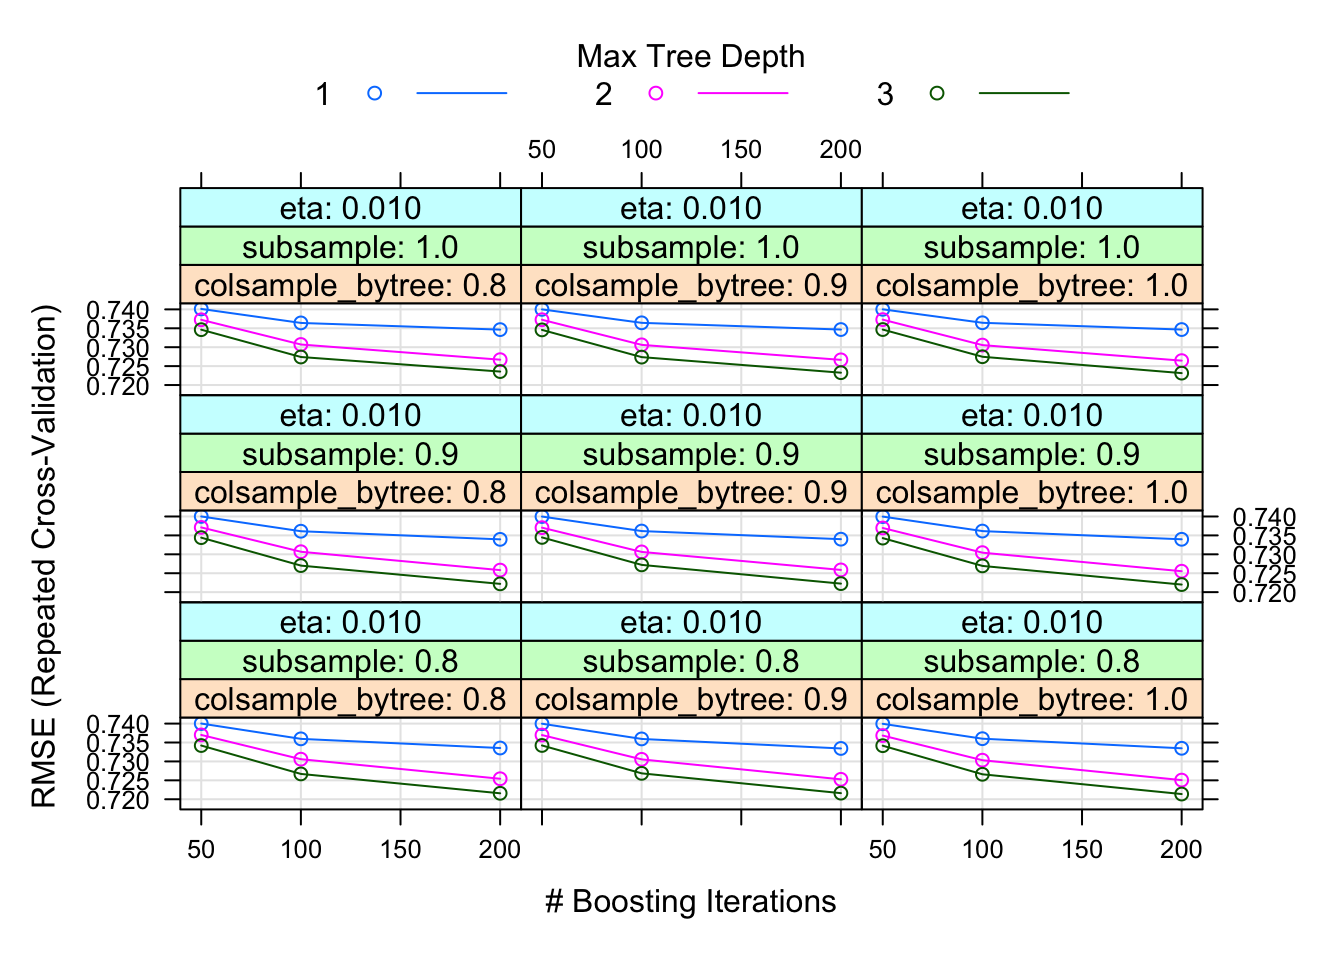 Max Tree Depth
1 2 3
50 100 150 200
eta: 0.010 eta: 0.010 eta: 0.010
subsample: 1.0 subsample: 1.0 subsample: 1.0
colsample_bytree: 0.8 colsample_bytree: 0.9 colsample_bytree: 1.0
0.740
0.735
0.730
0.725
0.720
eta: 0.010 eta: 0.010 eta: 0.010
subsample: 0.9 subsample: 0.9 subsample: 0.9
colsample_bytree: 0.8 colsample_bytree: 0.9 colsample_bytree: 1.0
0.740
0.735
0.730
0.725
0.720
eta: 0.010 eta: 0.010 eta: 0.010
subsample: 0.8 subsample: 0.8 subsample: 0.8
colsample_bytree: 0.8 colsample_bytree: 0.9 colsample_bytree: 1.0
0.740
0.735
0.730
0.725
0.720
50 100 150 200 50 100 150 200
# Boosting Iterations
RMSE (Repeated Cross-Validation)